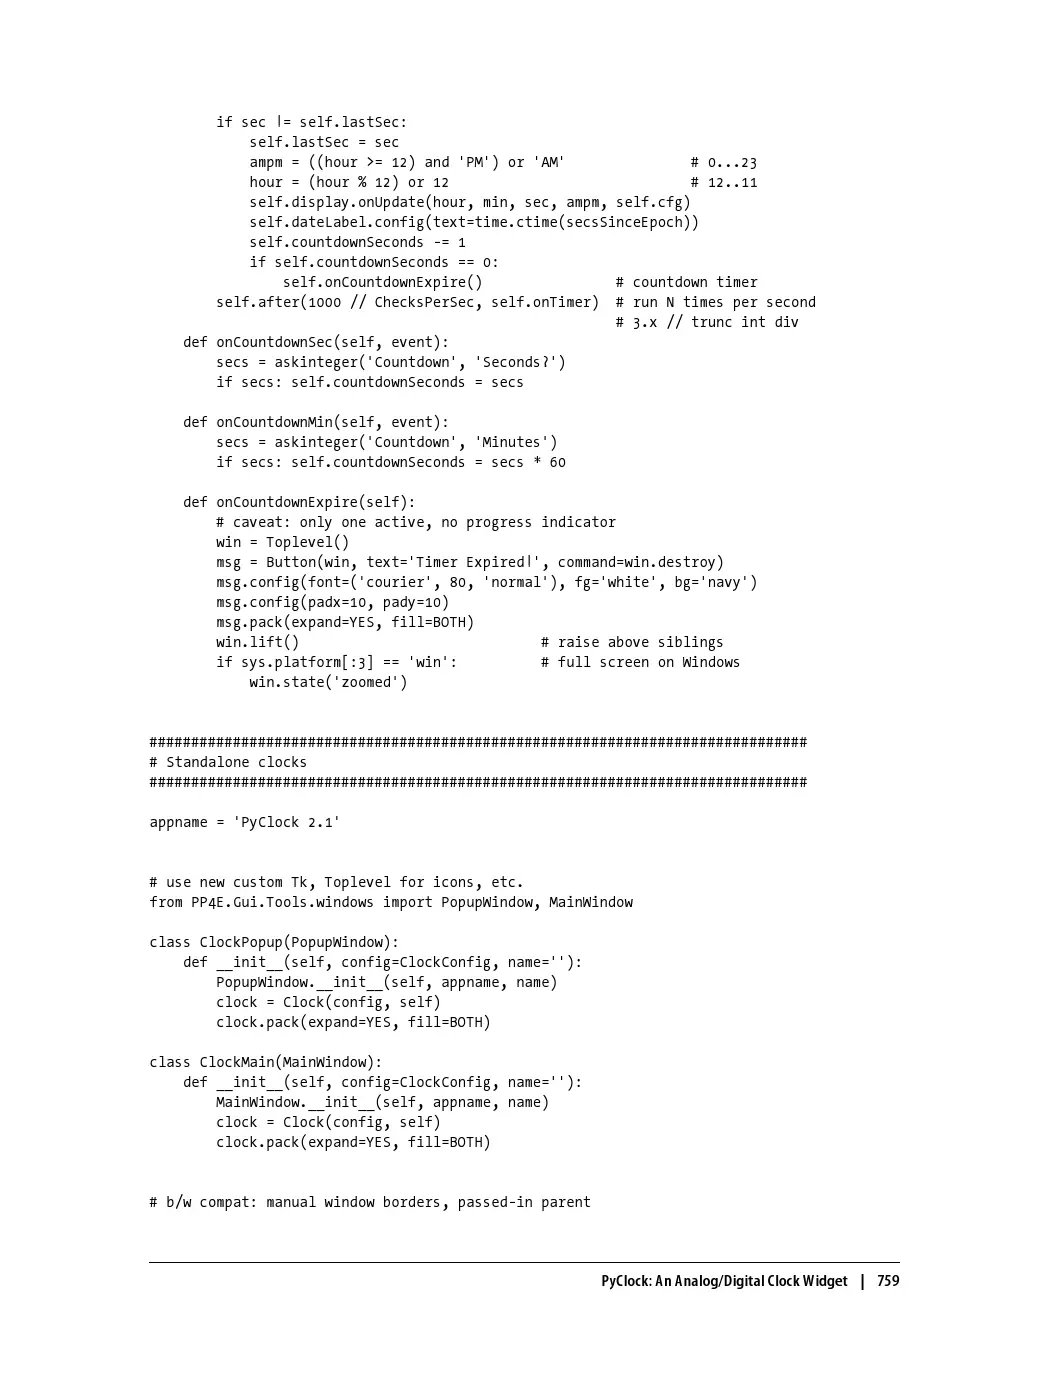 if sec |= self.lastSec:
            self.lastSec = sec
            ampm = ((hour >= 12) and 'PM') or 'AM'               # 0...23
            hour = (hour % 12) or 12                             # 12..11
            self.display.onUpdate(hour, min, sec, ampm, self.cfg)
            self.dateLabel.config(text=time.ctime(secsSinceEpoch))
            self.countdownSeconds -= 1
            if self.countdownSeconds == 0:
                self.onCountdownExpire()                # countdown timer
        self.after(1000 // ChecksPerSec, self.onTimer)  # run N times per second
                                                        # 3.x // trunc int div
    def onCountdownSec(self, event):
        secs = askinteger('Countdown', 'Seconds?')
        if secs: self.countdownSeconds = secs

    def onCountdownMin(self, event):
        secs = askinteger('Countdown', 'Minutes')
        if secs: self.countdownSeconds = secs * 60

    def onCountdownExpire(self):
        # caveat: only one active, no progress indicator
        win = Toplevel()
        msg = Button(win, text='Timer Expired|', command=win.destroy)
        msg.config(font=('courier', 80, 'normal'), fg='white', bg='navy')
        msg.config(padx=10, pady=10)
        msg.pack(expand=YES, fill=BOTH)
        win.lift()                             # raise above siblings
        if sys.platform[:3] == 'win':          # full screen on Windows
            win.state('zoomed')

###############################################################################
# Standalone clocks
###############################################################################

appname = 'PyClock 2.1'

# use new custom Tk, Toplevel for icons, etc.
from PP4E.Gui.Tools.windows import PopupWindow, MainWindow

class ClockPopup(PopupWindow):
    def __init__(self, config=ClockConfig, name=''):
        PopupWindow.__init__(self, appname, name)
        clock = Clock(config, self)
        clock.pack(expand=YES, fill=BOTH)

class ClockMain(MainWindow):
    def __init__(self, config=ClockConfig, name=''):
        MainWindow.__init__(self, appname, name)
        clock = Clock(config, self)
        clock.pack(expand=YES, fill=BOTH)

# b/w compat: manual window borders, passed-in parent

PyClock: An Analog/Digital Clock Widget | 759